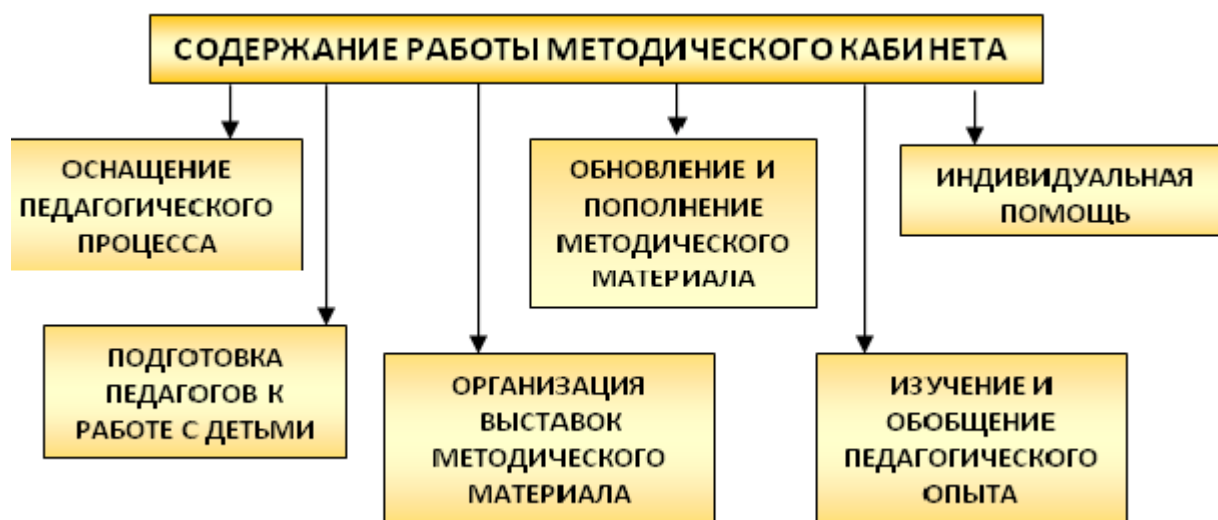 СОДЕРЖАНИЕ РАБОТЫ МЕТОДИЧЕСКОГО КАБИНЕТА
ОСНАЩЕНИЕ
ПЕДАГОГИЧЕСКОГО
ПРОЦЕССА
ПОДГОТОВКА
ПЕДАГОГОВ К
РАБОТЕ С ДЕТЬМИ
ОРГАНИЗАЦИЯ
ВЫСТАВОК
МЕТОДИЧЕСКОГО
МАТЕРИАЛА
ОБНОВЛЕНИЕ И
ПОПОЛНЕНИЕ
МЕТОДИЧЕСКОГО
МАТЕРИАЛА
ИЗУЧЕНИЕ И
ОБОБЩЕНИЕ
ПЕДАГОГИЧЕСКОГО
ОПЫТА
ИНДИВИДУАЛЬНАЯ
ПОМОЩЬ